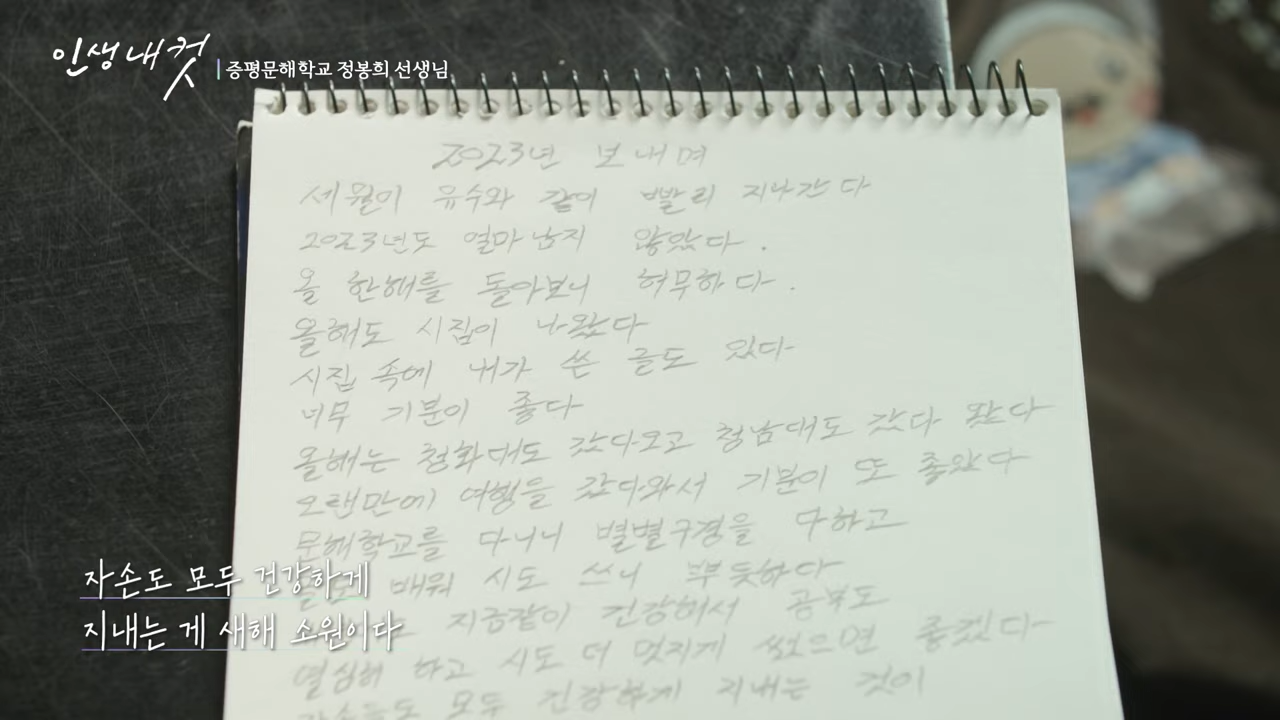 인생내컷
증평문해학교 정봉희 선생님
2023년 보내며
세월이 유수와 같이 빨리 지나간다
2023년도 얼마 남지 않았다.
올 한해를 돌아보니 허무하다.
올해도 시집이 나왔다
시집 속에 내가 쓴 글도 있다
너무 기분이 좋다
올해는 청화대도 갔다오고 청남대도 갔다 왔다
오랜만에 여행을 갔다와서 기분이 또 좋았다
문해학교를 다니니 별별구경을 다하고
배워 시도 쓰니 뿌듯하다
지금같이 건강해서 공부도
열심해 하고 시도 더 멋지게 썼으면 좋겠다
자손들도 모두 건강하게 지내는 것이
자손도 모두 건강하게
지내는 게 새해 소원이다